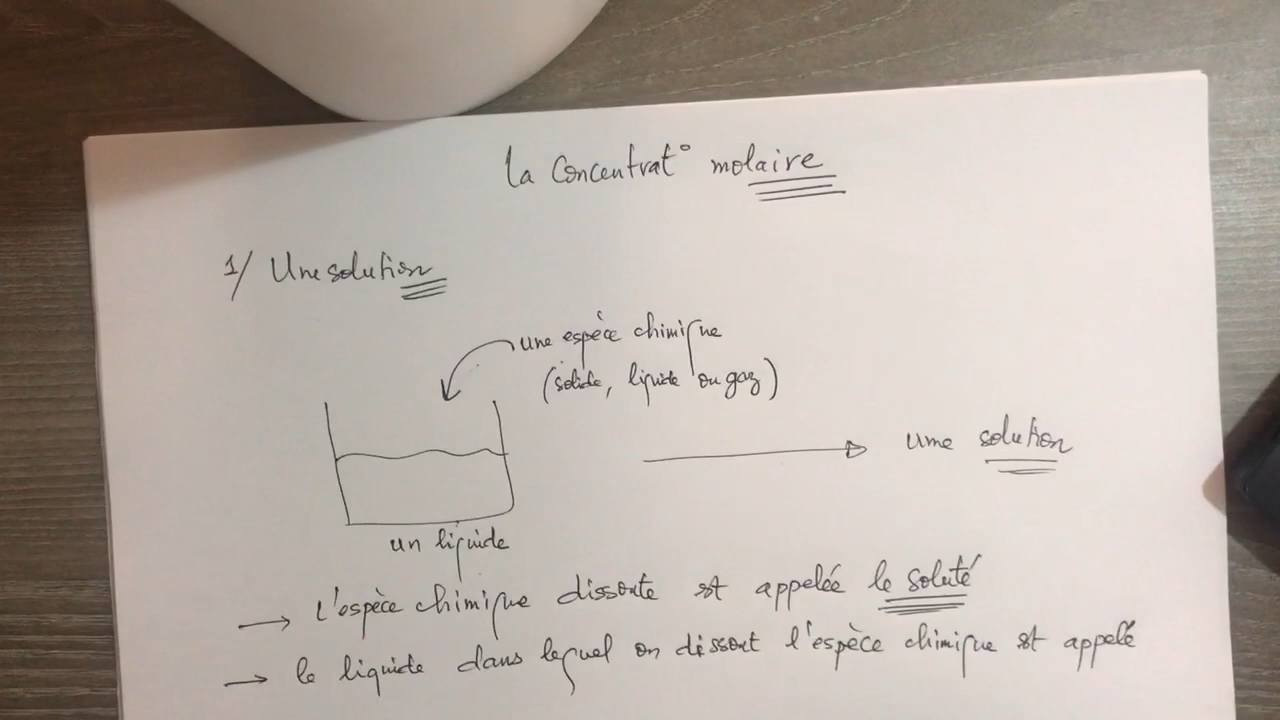 la concentrat° molaire
1/ Une solution
une espèce chimique
(solide, liquide ou gaz)
une solution
un liquide
→ l'espèce chimique dissoute est appelée le soluté
→ le liquide dans lequel on dissout l'espèce chimique est appelé